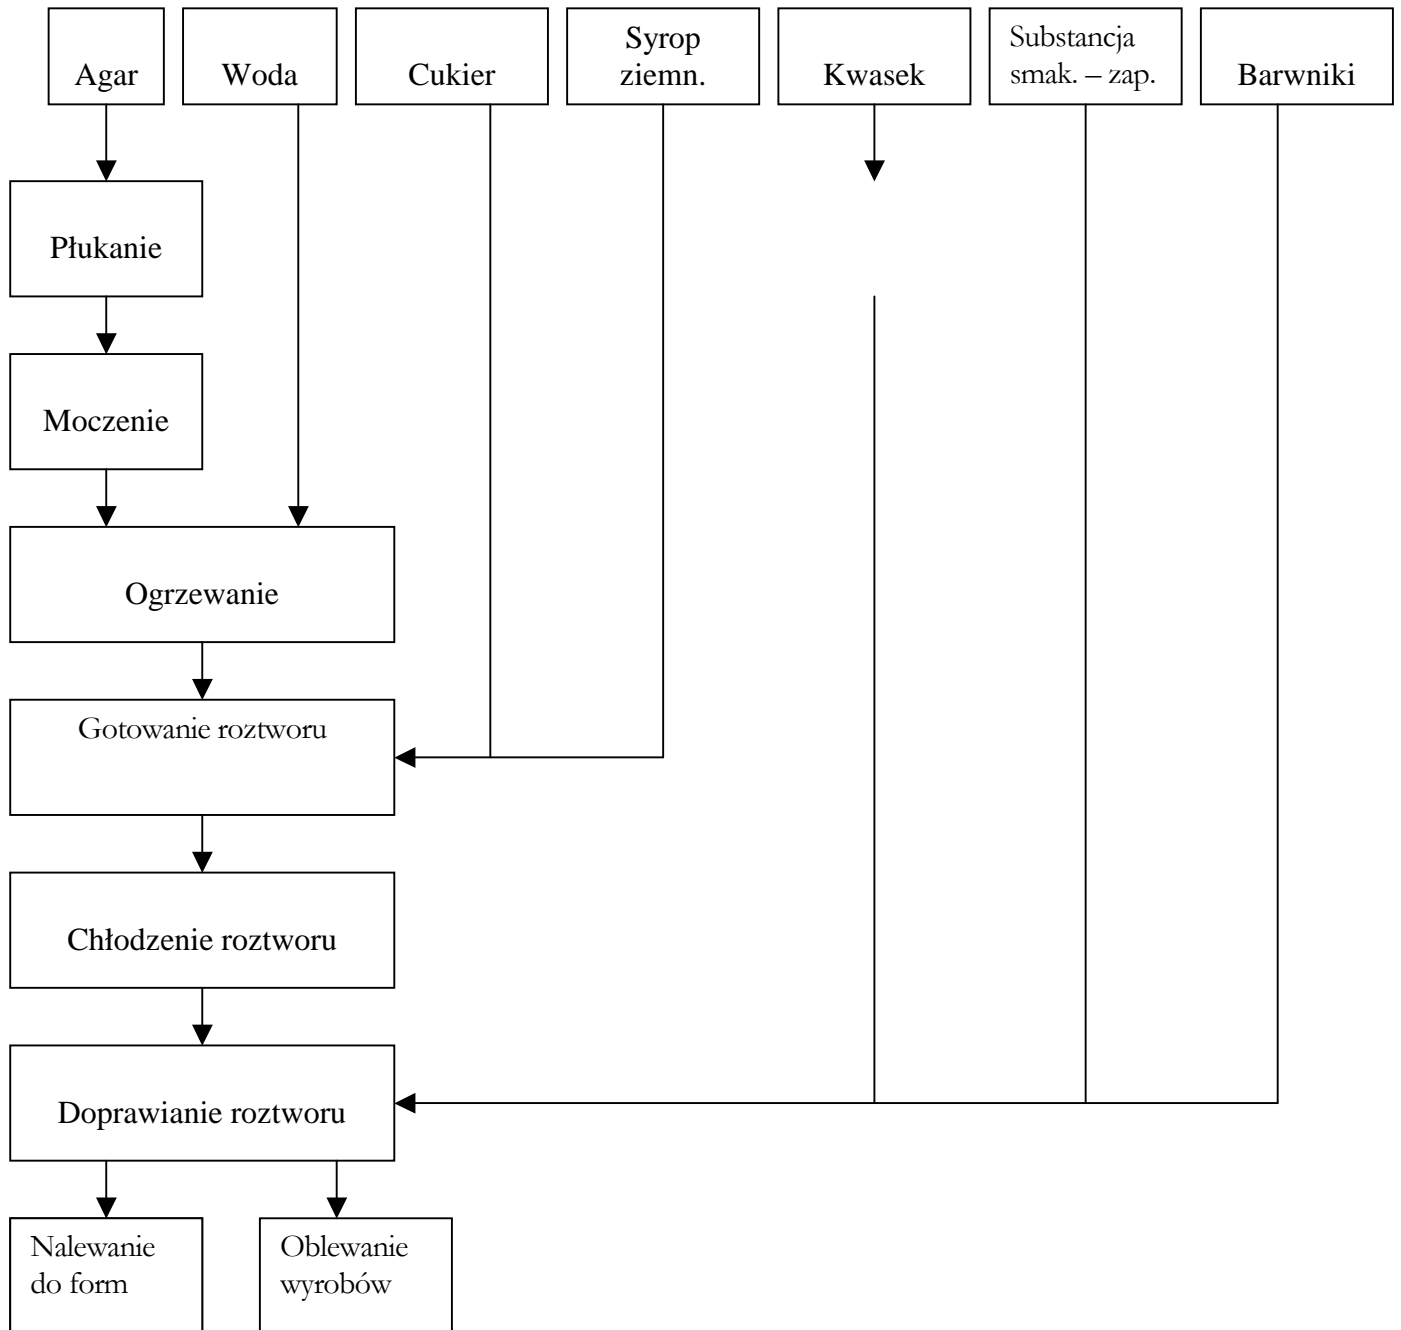 Agar
Woda
Cukier
Syrop
ziemn.
Kwasek
Substancja
smak. – zap.
Barwniki
Płukanie
Moczenie
Ogrzewanie
Gotowanie roztworu
Chłodzenie roztworu
Doprawianie roztworu
Nalewanie
do form
Oblewanie
wyrobów